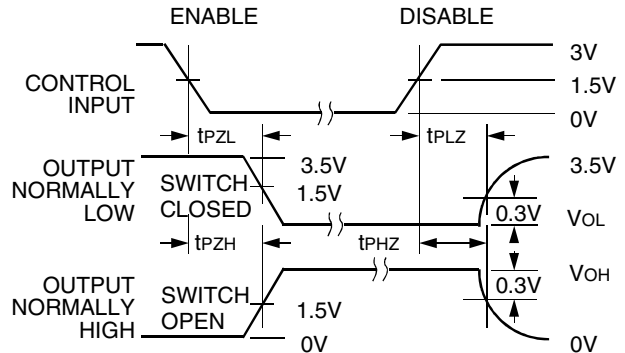 ENABLE DISABLE
3V
CONTROL
INPUT
1.5V
0V
tPZL tPLZ
OUTPUT
NORMALLY
LOW
SWITCH
CLOSED
3.5V
1.5V
3.5V
0.3V
VOL
tPZH tPHZ
OUTPUT
NORMALLY
HIGH
SWITCH
OPEN
1.5V
0V
0.3V
VOH
0V